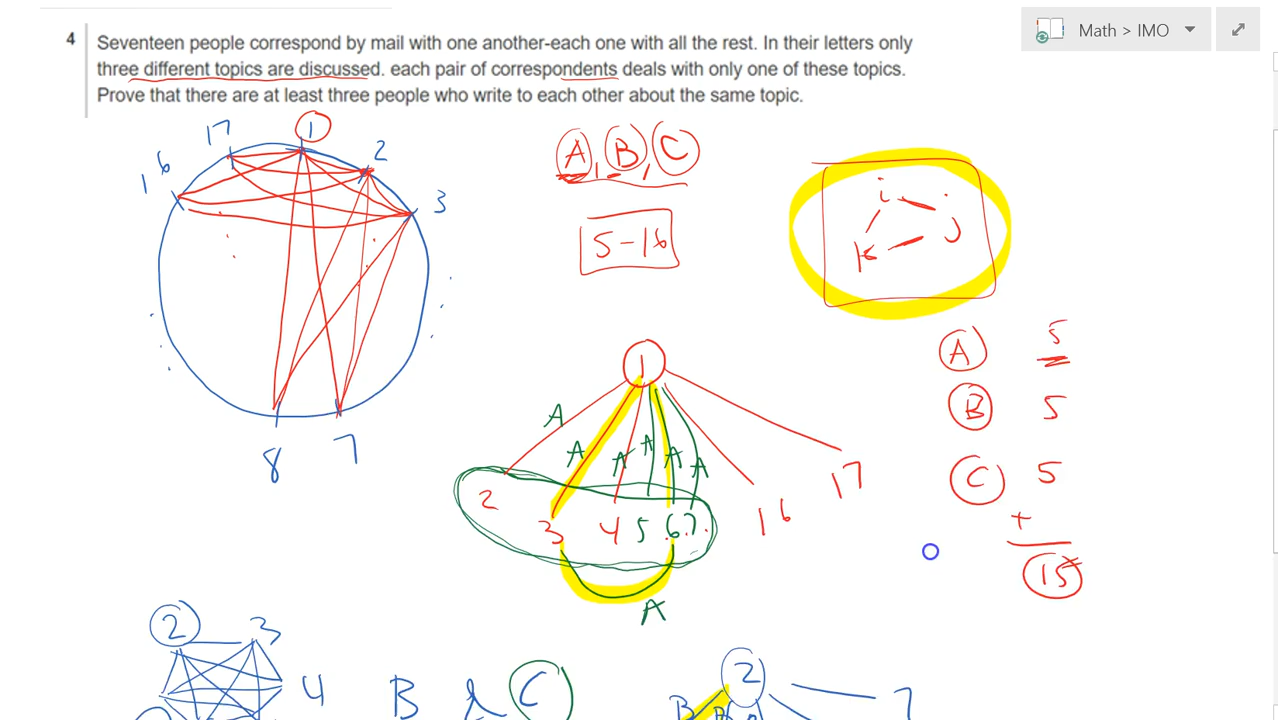 Math > IMO
4
Seventeen people correspond by mail with one another-each one with all the rest. In their letters only
three different topics are discussed. each pair of correspondents deals with only one of these topics.
Prove that there are at least three people who write to each other about the same topic.
17 1 2
16 3
8 7
A, B, C
5-16
i j
K
A 5
B 5
C 5
+
15
1
A A A A A A
2 3 4 5 6 7 16 17
A
2 3
4
B & C
2
B B B 7